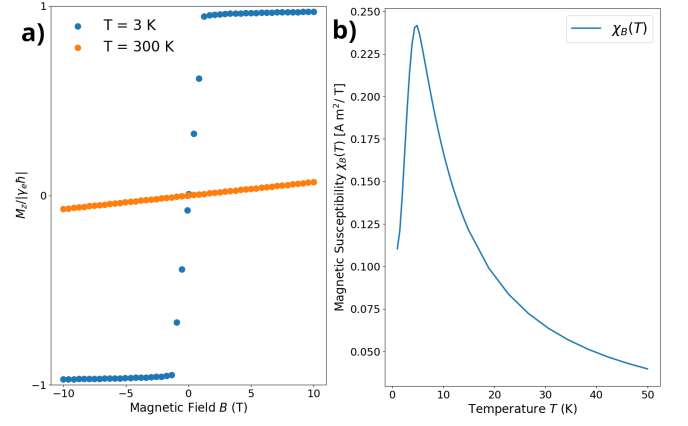 a)
T = 3 K
T = 300 K
1
0
−1
M_z/|γ_eħ|
−10
−5
0
5
10
Magnetic Field B (T)
b)
χ_B(T)
0.250
0.225
0.200
0.175
0.150
0.125
0.100
0.075
0.050
Magnetic Susceptibility χ_B(T) [A m²/ T]
0
10
20
30
40
50
Temperature T (K)